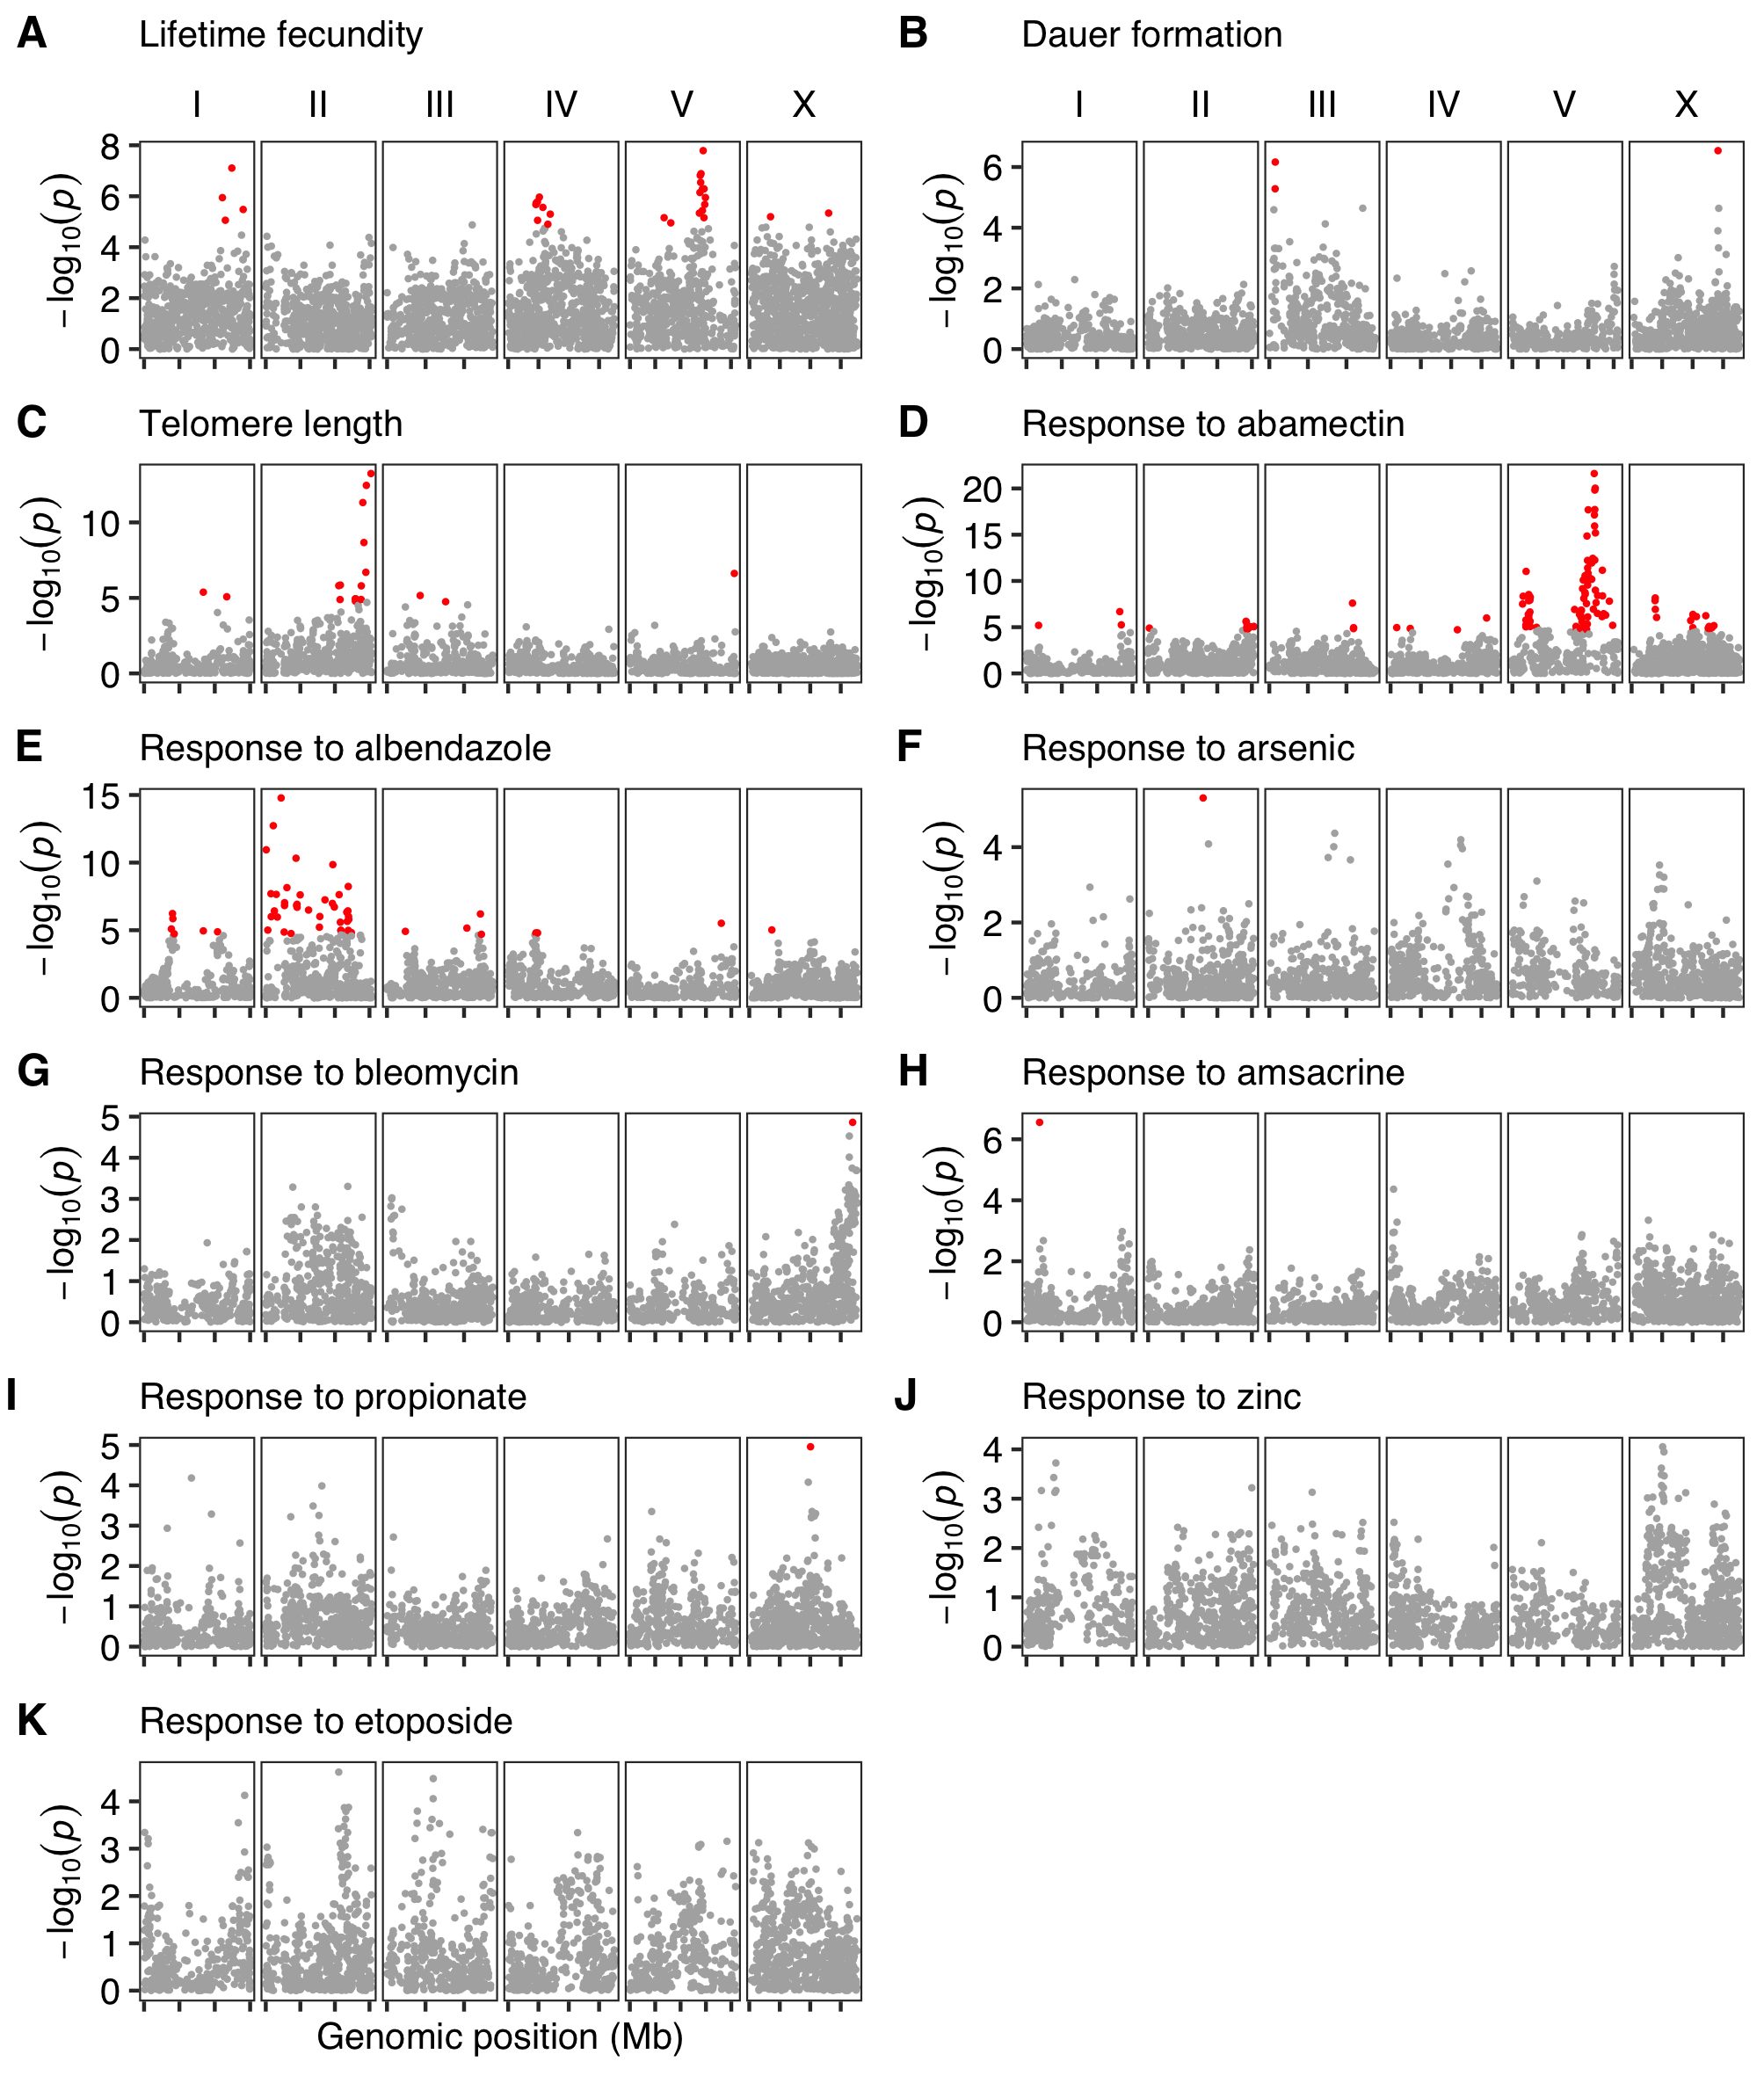 A Lifetime fecundity
I II III IV V X
−log10(p)
8
6
4
2
0
B Dauer formation
I II III IV V X
−log10(p)
6
4
2
0
C Telomere length
−log10(p)
10
5
0
D Response to abamectin
−log10(p)
20
15
10
5
0
E Response to albendazole
−log10(p)
15
10
5
0
F Response to arsenic
−log10(p)
4
2
0
G Response to bleomycin
−log10(p)
5
4
3
2
1
0
H Response to amsacrine
−log10(p)
6
4
2
0
I Response to propionate
−log10(p)
5
4
3
2
1
0
J Response to zinc
−log10(p)
4
3
2
1
0
K Response to etoposide
−log10(p)
4
3
2
1
0
Genomic position (Mb)